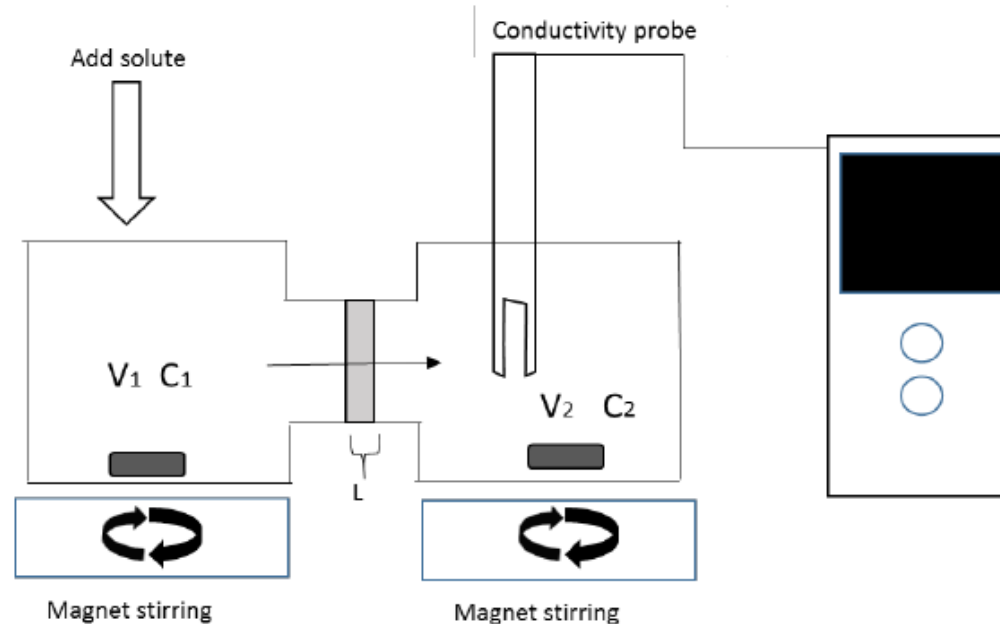 Conductivity probe
Add solute
V₁ C₁
V₂ C₂
L
Magnet stirring
Magnet stirring